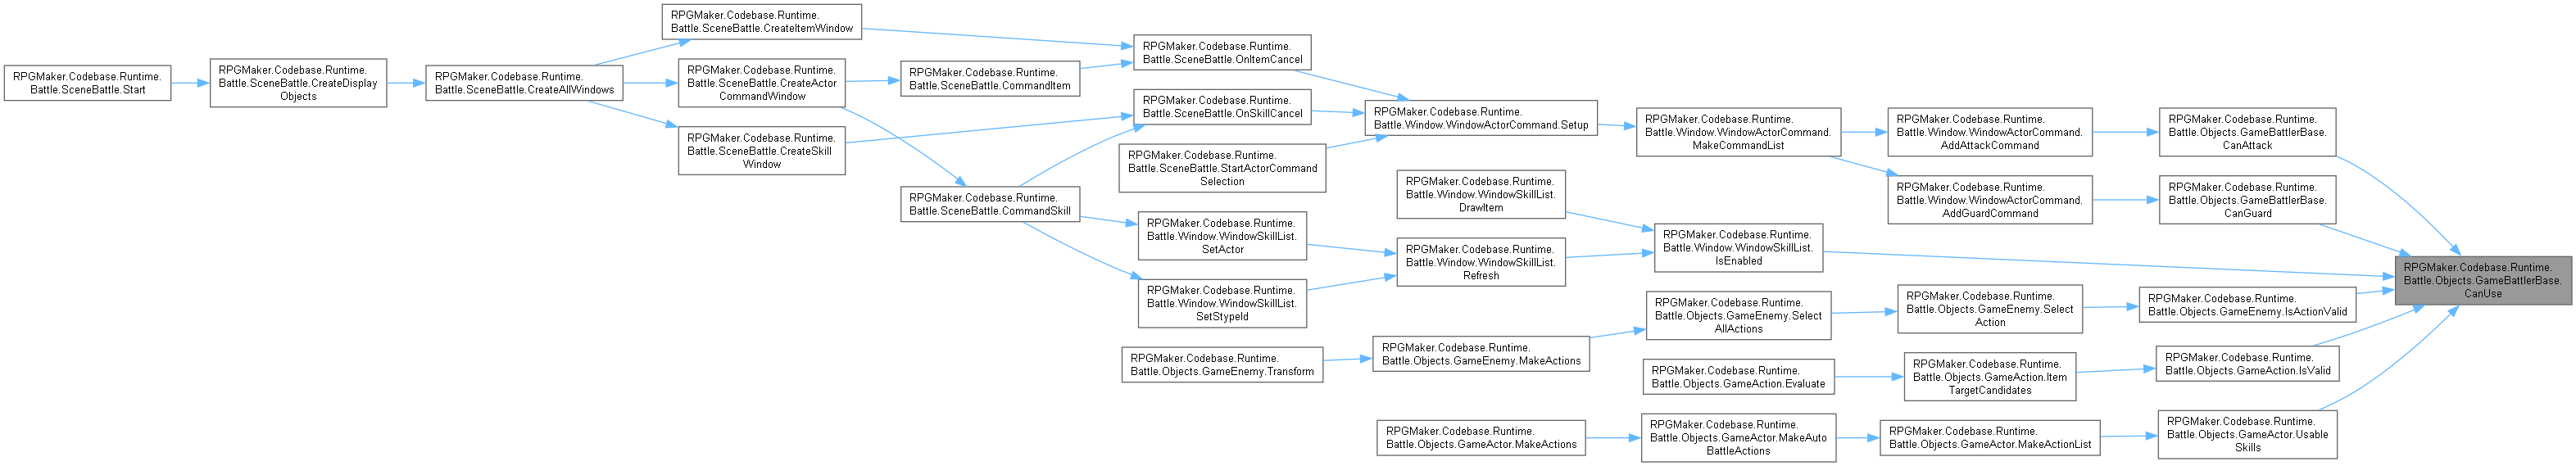 RPGMaker.Codebase.Runtime.
Battle.SceneBattle.Start
RPGMaker.Codebase.Runtime.
Battle.SceneBattle.CreateDisplay
Objects
RPGMaker.Codebase.Runtime.
Battle.SceneBattle.CreateAllWindows
RPGMaker.Codebase.Runtime.
Battle.SceneBattle.CreateItemWindow
RPGMaker.Codebase.Runtime.
Battle.SceneBattle.CreateActor
CommandWindow
RPGMaker.Codebase.Runtime.
Battle.SceneBattle.CreateSkill
Window
RPGMaker.Codebase.Runtime.
Battle.SceneBattle.CommandItem
RPGMaker.Codebase.Runtime.
Battle.SceneBattle.CommandSkill
RPGMaker.Codebase.Runtime.
Battle.SceneBattle.OnItemCancel
RPGMaker.Codebase.Runtime.
Battle.SceneBattle.OnSkillCancel
RPGMaker.Codebase.Runtime.
Battle.SceneBattle.StartActorCommand
Selection
RPGMaker.Codebase.Runtime.
Battle.Window.WindowSkillList.
SetActor
RPGMaker.Codebase.Runtime.
Battle.Window.WindowSkillList.
SetStypeId
RPGMaker.Codebase.Runtime.
Battle.Objects.GameEnemy.Transform
RPGMaker.Codebase.Runtime.
Battle.Window.WindowActorCommand.Setup
RPGMaker.Codebase.Runtime.
Battle.Window.WindowSkillList.
DrawItem
RPGMaker.Codebase.Runtime.
Battle.Window.WindowSkillList.
Refresh
RPGMaker.Codebase.Runtime.
Battle.Objects.GameEnemy.MakeActions
RPGMaker.Codebase.Runtime.
Battle.Objects.GameActor.MakeActions
RPGMaker.Codebase.Runtime.
Battle.Window.WindowActorCommand.
MakeCommandList
RPGMaker.Codebase.Runtime.
Battle.Window.WindowSkillList.
IsEnabled
RPGMaker.Codebase.Runtime.
Battle.Objects.GameEnemy.Select
AllActions
RPGMaker.Codebase.Runtime.
Battle.Objects.GameAction.Evaluate
RPGMaker.Codebase.Runtime.
Battle.Objects.GameActor.MakeAuto
BattleActions
RPGMaker.Codebase.Runtime.
Battle.Window.WindowActorCommand.
AddAttackCommand
RPGMaker.Codebase.Runtime.
Battle.Window.WindowActorCommand.
AddGuardCommand
RPGMaker.Codebase.Runtime.
Battle.Objects.GameEnemy.Select
Action
RPGMaker.Codebase.Runtime.
Battle.Objects.GameAction.Item
TargetCandidates
RPGMaker.Codebase.Runtime.
Battle.Objects.GameActor.MakeActionList
RPGMaker.Codebase.Runtime.
Battle.Objects.GameBattlerBase.
CanAttack
RPGMaker.Codebase.Runtime.
Battle.Objects.GameBattlerBase.
CanGuard
RPGMaker.Codebase.Runtime.
Battle.Objects.GameEnemy.IsActionValid
RPGMaker.Codebase.Runtime.
Battle.Objects.GameAction.IsValid
RPGMaker.Codebase.Runtime.
Battle.Objects.GameActor.Usable
Skills
RPGMaker.Codebase.Runtime.
Battle.Objects.GameBattlerBase.
CanUse